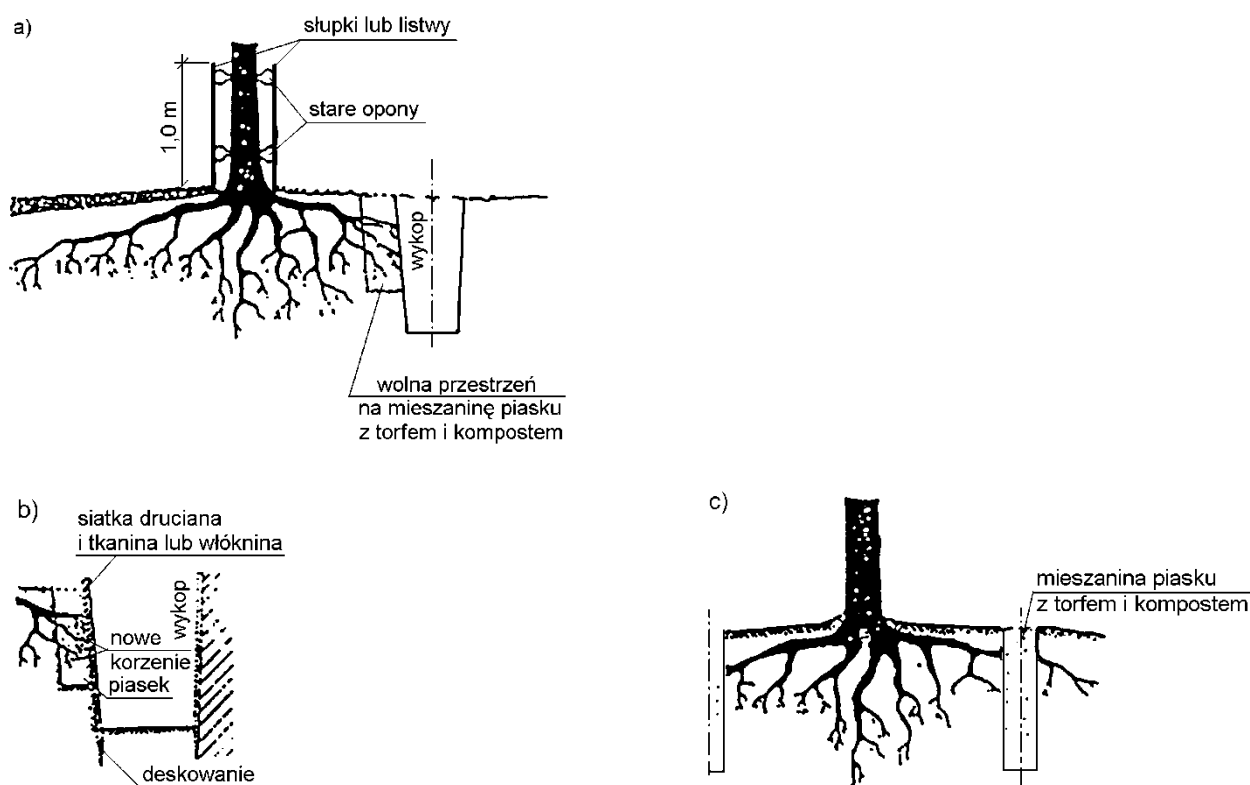 a)
słupki lub listwy
1,0 m
stare opony
wykop
wolna przestrzeń
na mieszaninę piasku
z torfem i kompostem
b)
siatka druciana
i tkanina lub włóknina
wykop
nowe
korzenie
piasek
deskowanie
c)
mieszanina piasku
z torfem i kompostem